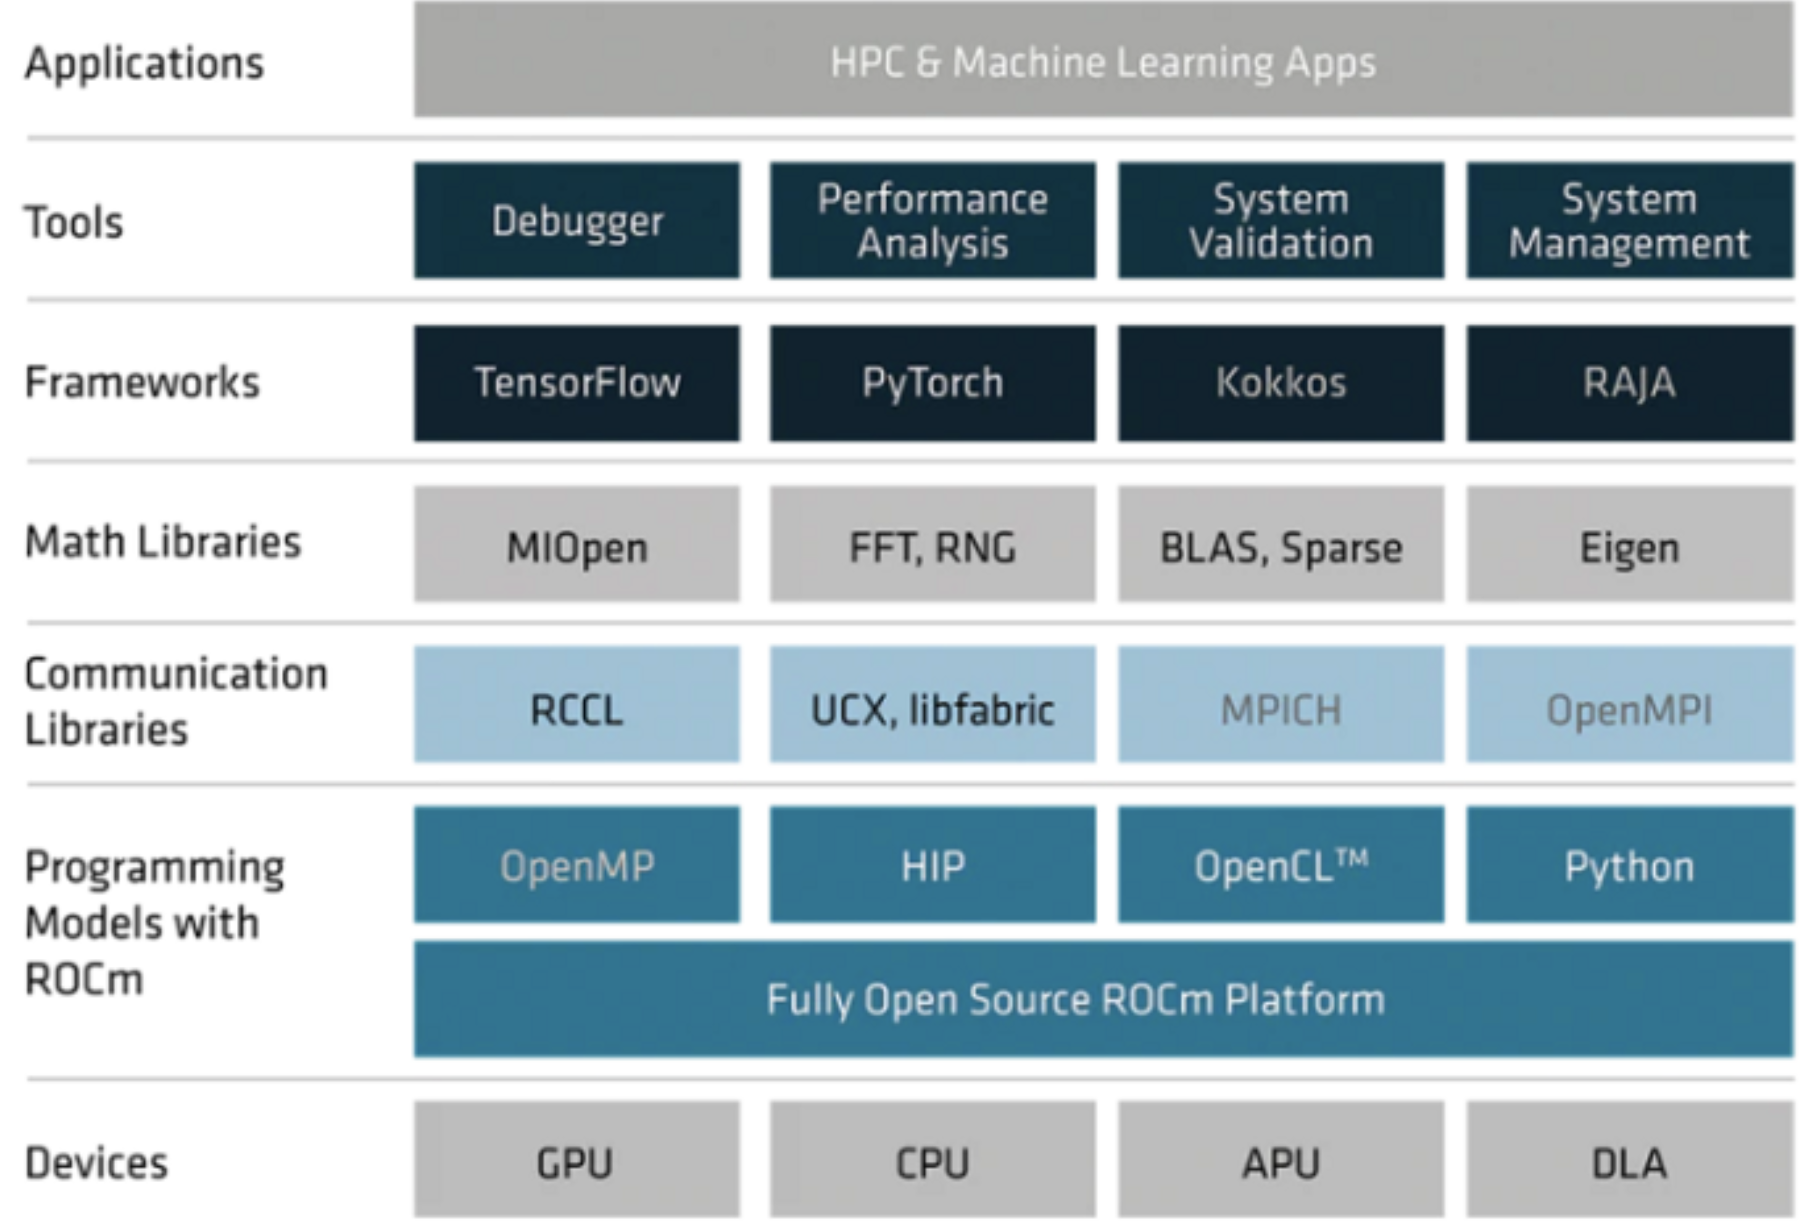 Applications
HPC & Machine Learning Apps
Tools
Debugger
Performance
Analysis
System
Validation
System
Management
Frameworks
TensorFlow
PyTorch
Kokkos
RAJA
Math Libraries
MIOpen
FFT, RNG
BLAS, Sparse
Eigen
Communication
Libraries
RCCL
UCX, libfabric
MPICH
OpenMPI
Programming
Models with
ROCm
OpenMP
HIP
OpenCL™
Python
Fully Open Source ROCm Platform
Devices
GPU
CPU
APU
DLA